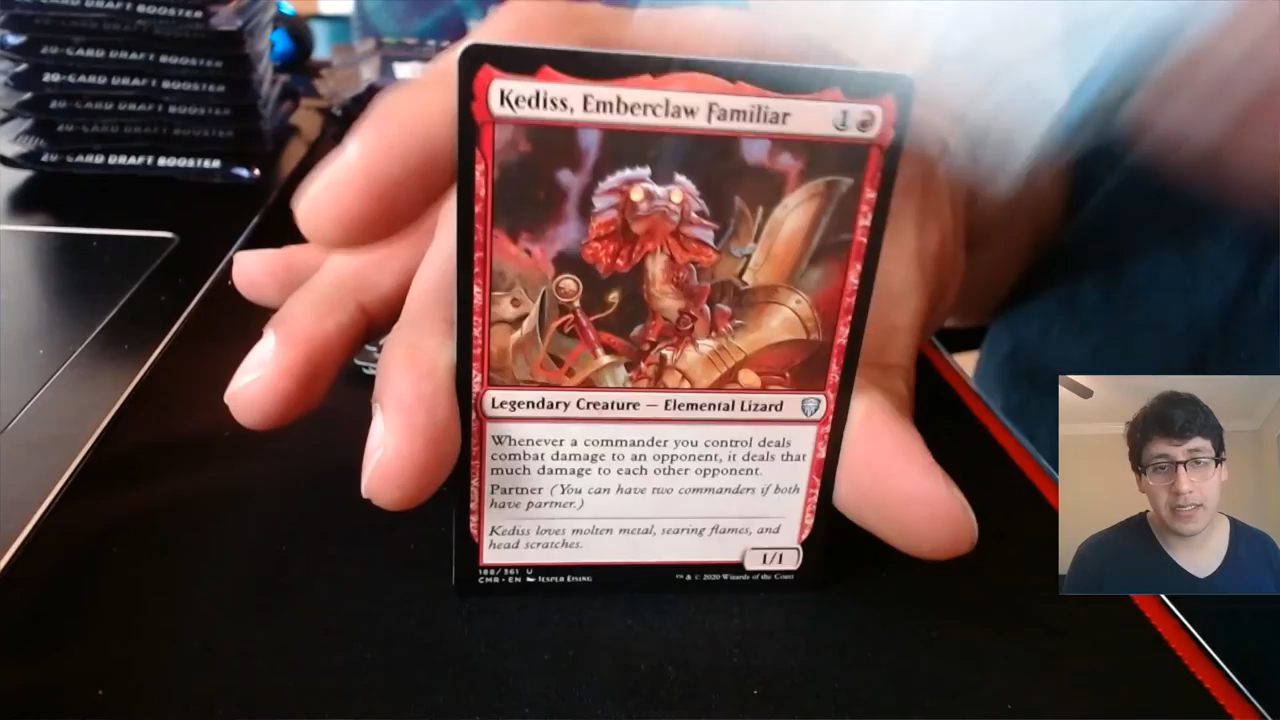 20-CARD DRAFT BOOSTER
20-CARD DRAFT BOOSTER
20-CARD DRAFT BOOSTER
20-CARD DRAFT BOOSTER
20-CARD DRAFT BOOSTER
Kediss, Emberclaw Familiar 1
Legendary Creature — Elemental Lizard
Whenever a commander you control deals
combat damage to an opponent, it deals that
much damage to each other opponent.
Partner (You can have two commanders if both
have partner.)
Kediss loves molten metal, searing flames, and
head scratches.
1/1
188/361 U
CMR • EN JESPER EJSING
™ & © 2020 Wizards of the Coast